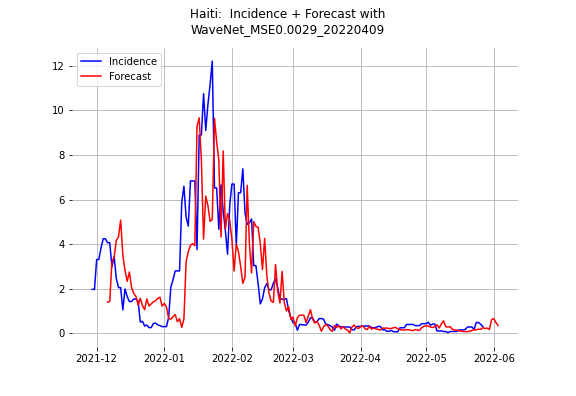 Haiti:  Incidence + Forecast with
WaveNet_MSE0.0029_20220409
Incidence
Forecast
12
10
8
6
4
2
0
2021-12 2022-01 2022-02 2022-03 2022-04 2022-05 2022-06